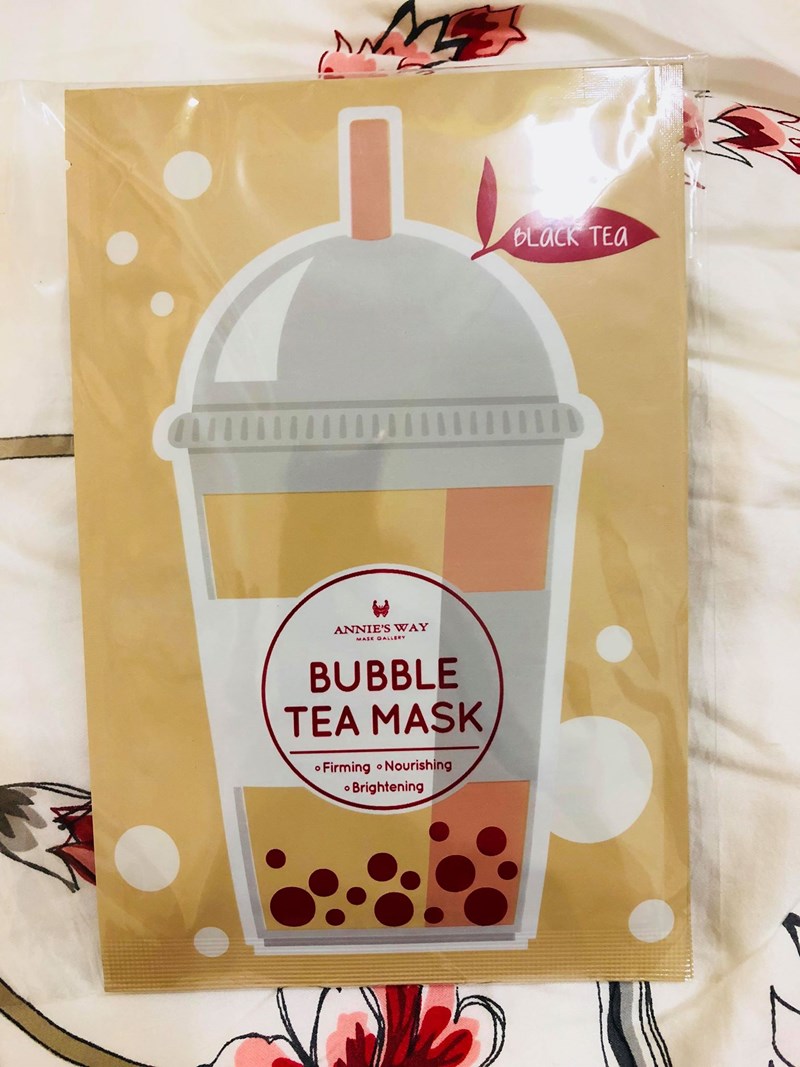 BLACK TEA
ANNIE'S WAY
MASK GALLERY
BUBBLE
TEA MASK
Firming Nourishing
Brightening